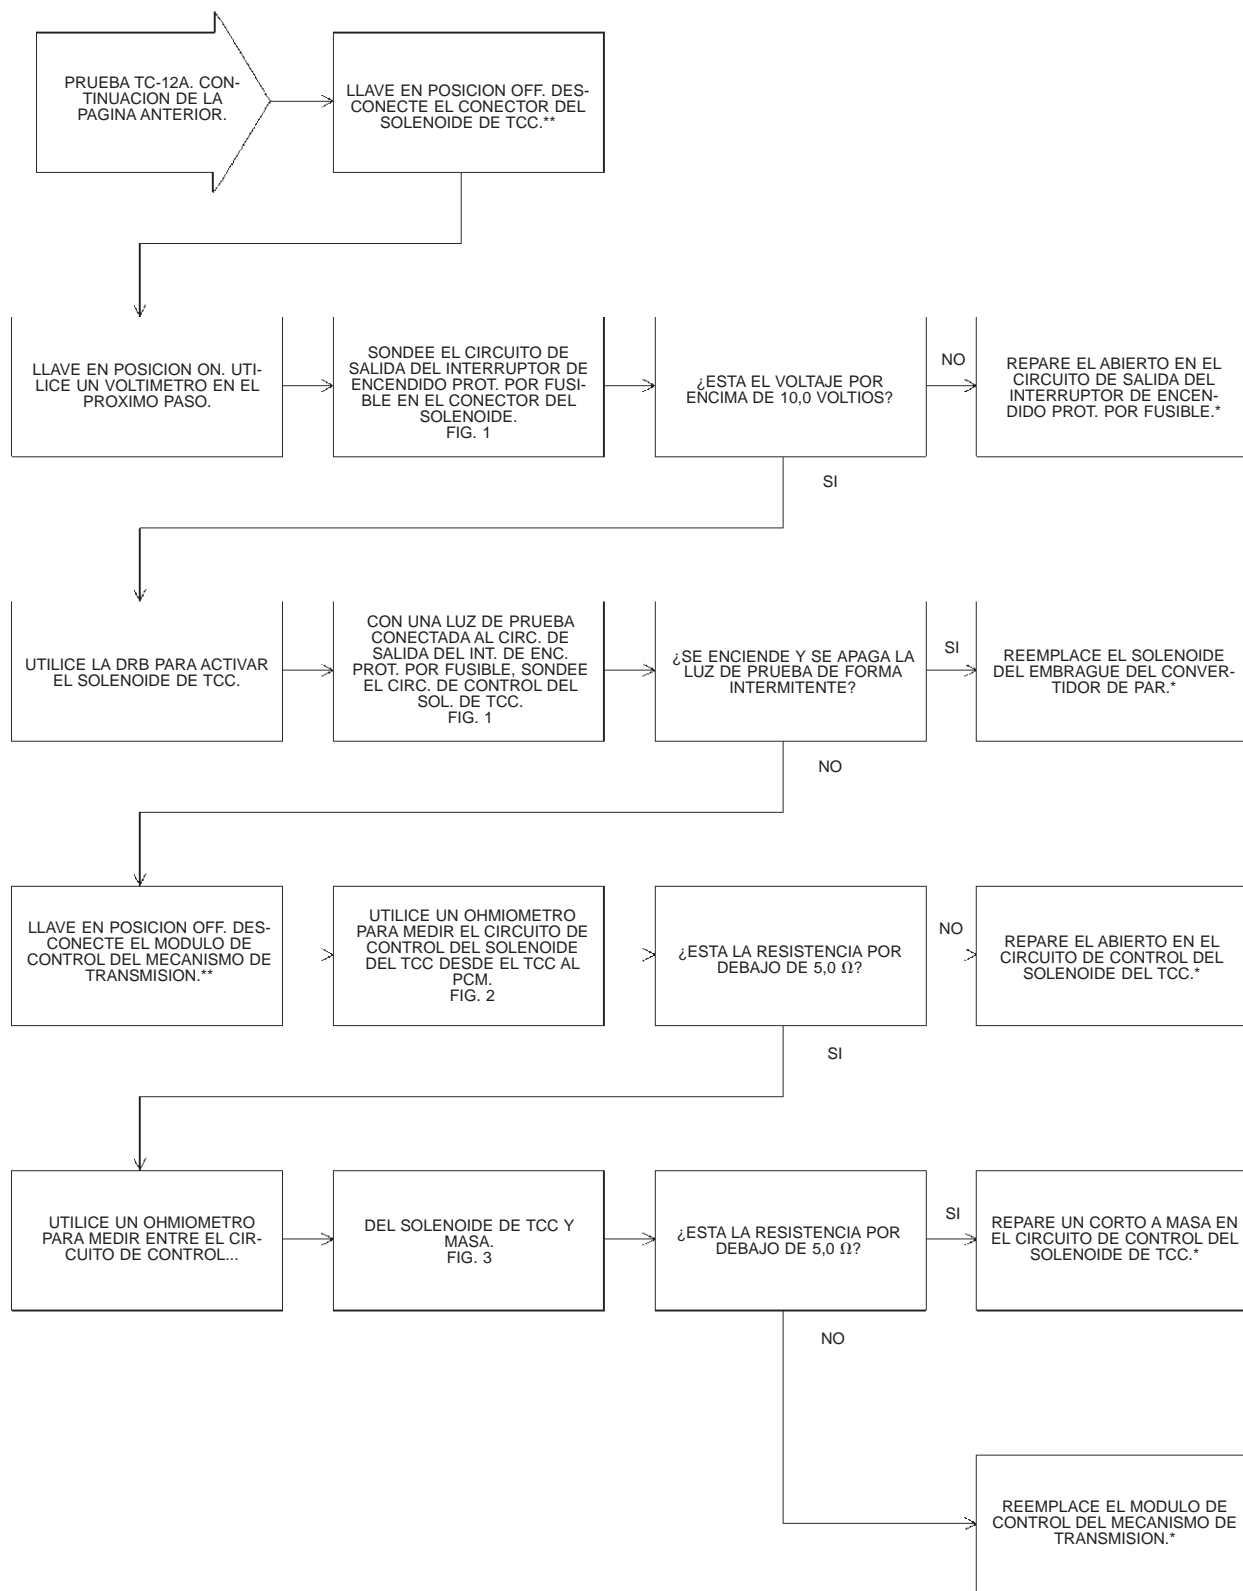 PRUEBA TC-12A. CON-
TINUACION DE LA
PAGINA ANTERIOR.
LLAVE EN POSICION OFF. DES-
CONECTE EL CONECTOR DEL
SOLENOIDE DE TCC.**
LLAVE EN POSICION ON. UTI-
LICE UN VOLTIMETRO EN EL
PROXIMO PASO.
SONDEE EL CIRCUITO DE
SALIDA DEL INTERRUPTOR DE
ENCENDIDO PROT. POR FUSI-
BLE EN EL CONECTOR DEL
SOLENOIDE.
FIG. 1
¿ESTA EL VOLTAJE POR
ENCIMA DE 10,0 VOLTIOS?
NO
REPARE EL ABIERTO EN EL
CIRCUITO DE SALIDA DEL
INTERRUPTOR DE ENCEN-
DIDO PROT. POR FUSIBLE.*
SI
UTILICE LA DRB PARA ACTIVAR
EL SOLENOIDE DE TCC.
CON UNA LUZ DE PRUEBA
CONECTADA AL CIRC. DE
SALIDA DEL INT. DE ENC.
PROT. POR FUSIBLE, SONDEE
EL CIRC. DE CONTROL DEL
SOL. DE TCC.
FIG. 1
¿SE ENCIENDE Y SE APAGA LA
LUZ DE PRUEBA DE FORMA
INTERMITENTE?
SI
REEMPLACE EL SOLENOIDE
DEL EMBRAGUE DEL CONVER-
TIDOR DE PAR.*
NO
LLAVE EN POSICION OFF. DES-
CONECTE EL MODULO DE
CONTROL DEL MECANISMO DE
TRANSMISION.**
UTILICE UN OHMIOMETRO
PARA MEDIR EL CIRCUITO DE
CONTROL DEL SOLENOIDE
DEL TCC DESDE EL TCC AL
PCM.
FIG. 2
¿ESTA LA RESISTENCIA POR
DEBAJO DE 5,0 Ω?
NO
REPARE EL ABIERTO EN EL
CIRCUITO DE CONTROL DEL
SOLENOIDE DEL TCC.*
SI
UTILICE UN OHMIOMETRO
PARA MEDIR ENTRE EL CIR-
CUITO DE CONTROL...
DEL SOLENOIDE DE TCC Y
MASA.
FIG. 3
¿ESTA LA RESISTENCIA POR
DEBAJO DE 5,0 Ω?
SI
REPARE UN CORTO A MASA EN
EL CIRCUITO DE CONTROL DEL
SOLENOIDE DE TCC.*
NO
REEMPLACE EL MODULO DE
CONTROL DEL MECANISMO DE
TRANSMISION.*